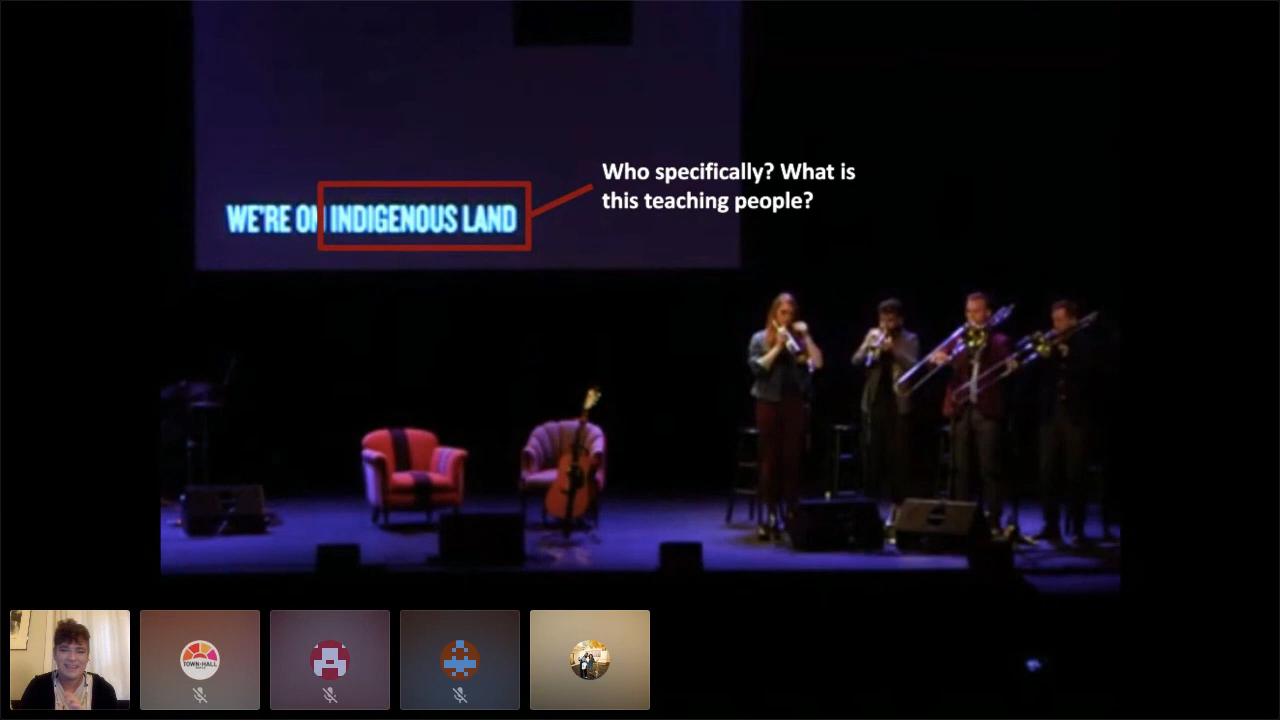 Who specifically? What is
this teaching people?
WE'RE ON INDIGENOUS LAND
TOWN HALL